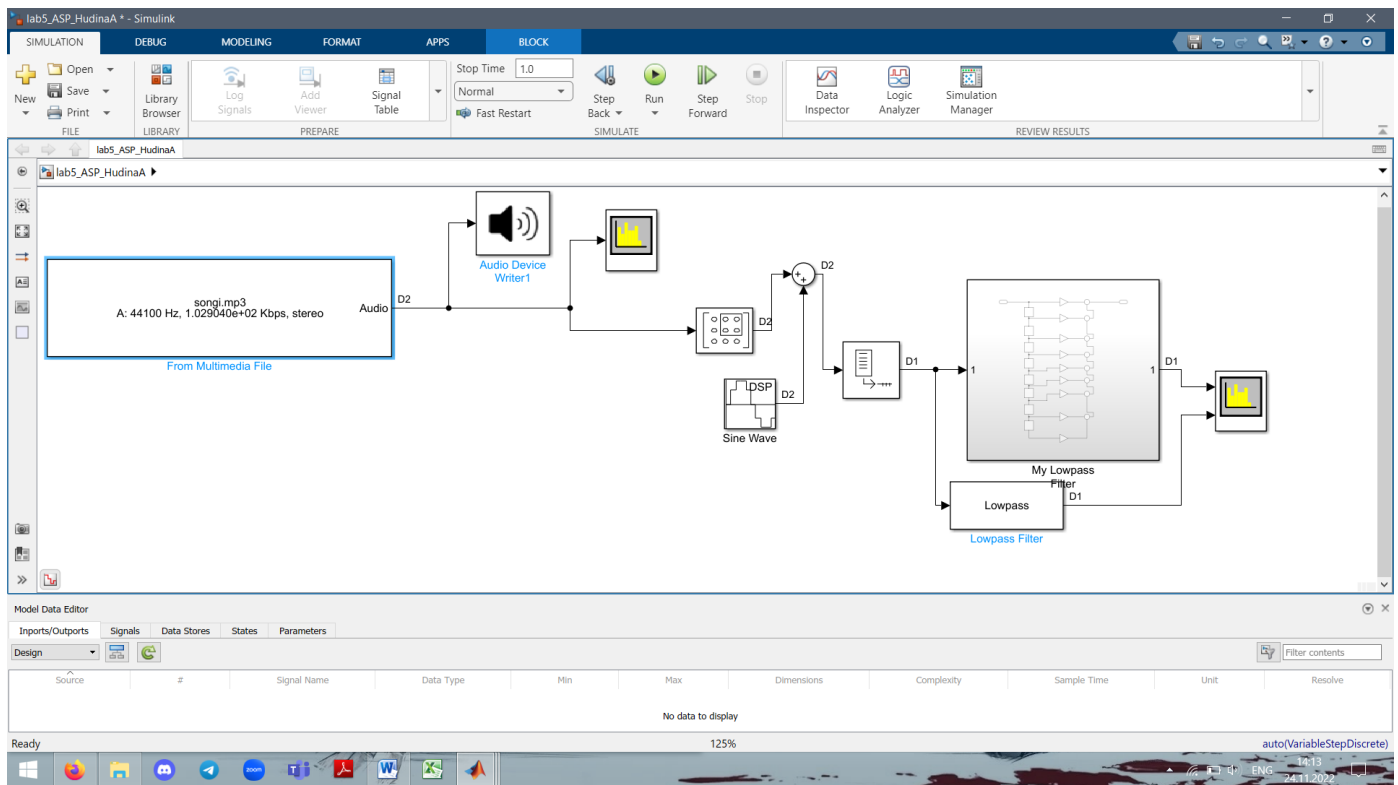 lab5_ASP_HudinaA * - Simulink
SIMULATION DEBUG MODELING FORMAT APPS BLOCK
New
Open
Save
Print
FILE
Library Browser
LIBRARY
Log Signals
Add Viewer
Signal Table
PREPARE
Stop Time 1.0
Normal
Fast Restart
Step Back
Run
Step Forward
Stop
SIMULATE
Data Inspector
Logic Analyzer
Simulation Manager
REVIEW RESULTS
lab5_ASP_HudinaA
lab5_ASP_HudinaA
songi.mp3
A: 44100 Hz, 1.029040e+02 Kbps, stereo
Audio
D2
From Multimedia File
Audio Device
Writer1
D2
DSP
D2
Sine Wave
D2
D1
1
1
D1
My Lowpass
Filter
Lowpass
D1
Lowpass Filter
Model Data Editor
Inports/Outports Signals Data Stores States Parameters
Design
Filter contents
Source # Signal Name Data Type Min Max Dimensions Complexity Sample Time Unit Resolve
No data to display
Ready 125% auto(VariableStepDiscrete)
zoom
ENG
14:13
24.11.2022